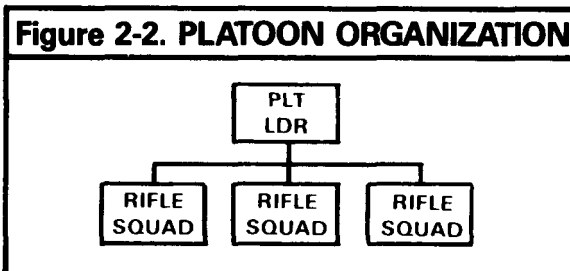 Figure 2-2. PLATOON ORGANIZATION
PLT
LDR
RIFLE
SQUAD
RIFLE
SQUAD
RIFLE
SQUAD